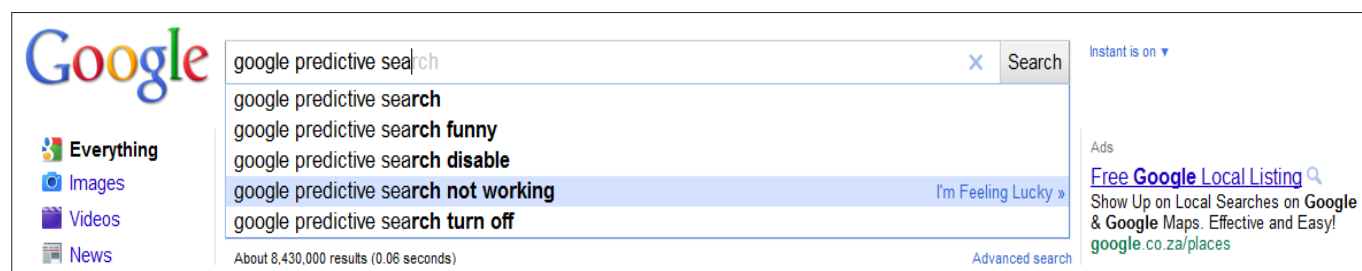 Google
google predictive search
Search
Instant is on ▼
google predictive search
google predictive search funny
google predictive search disable
google predictive search not working
I'm Feeling Lucky »
google predictive search turn off
Everything
Images
Videos
News
About 8,430,000 results (0.06 seconds)
Advanced search
Ads
Free Google Local Listing
Show Up on Local Searches on Google
& Google Maps. Effective and Easy!
google.co.za/places